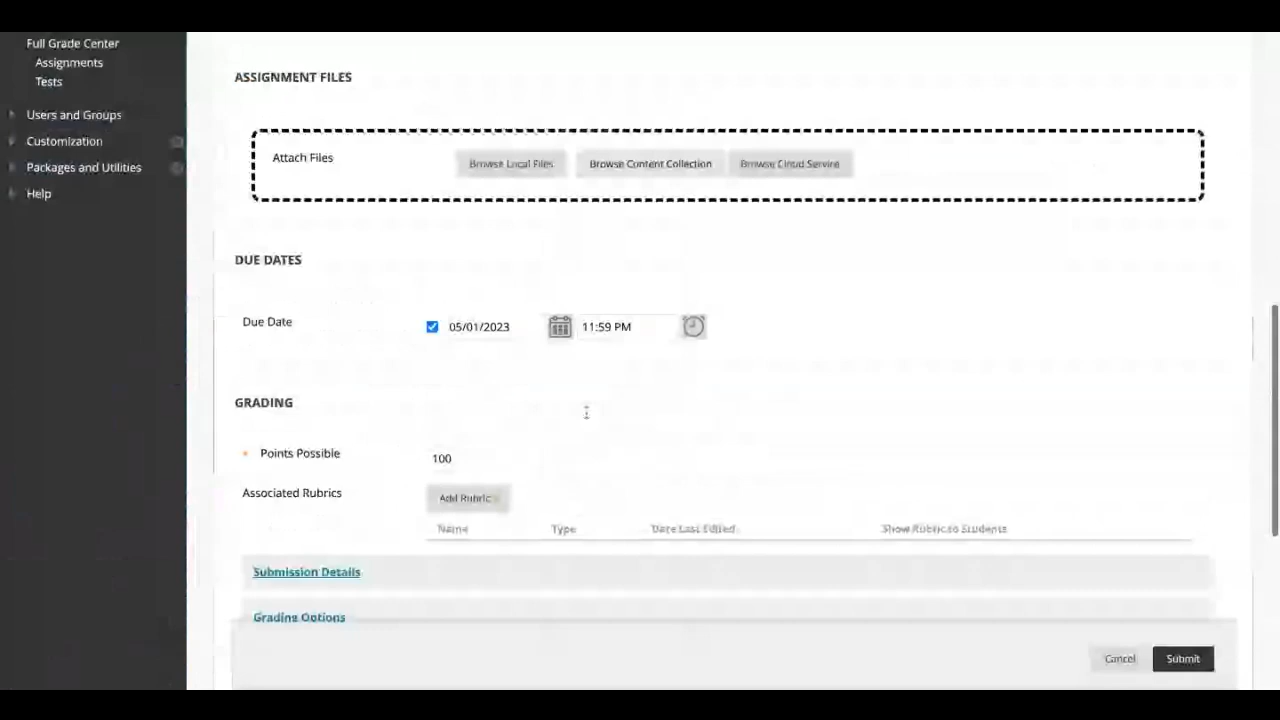 Full Grade Center
Assignments
Tests
Users and Groups
Customization
Packages and Utilities
Help
ASSIGNMENT FILES
Attach Files
Browse Local Files
Browse Content Collection
Browse Cloud Service
DUE DATES
Due Date
05/01/2023
11:59 PM
GRADING
Points Possible
100
Associated Rubrics
Add Rubric
Name Type Date Last Edited Show Rubric to Students
Submission Details
Grading Options
Cancel
Submit